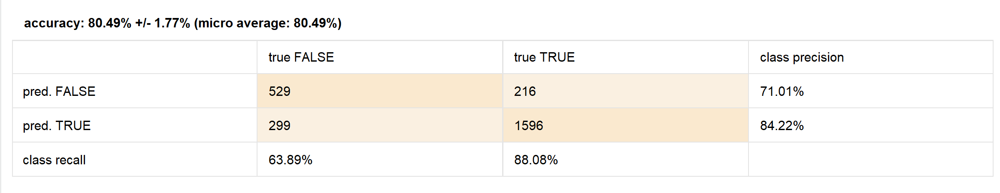 accuracy: 80.49% +/- 1.77% (micro average: 80.49%)
true FALSE true TRUE class precision
pred. FALSE 529 216 71.01%
pred. TRUE 299 1596 84.22%
class recall 63.89% 88.08%